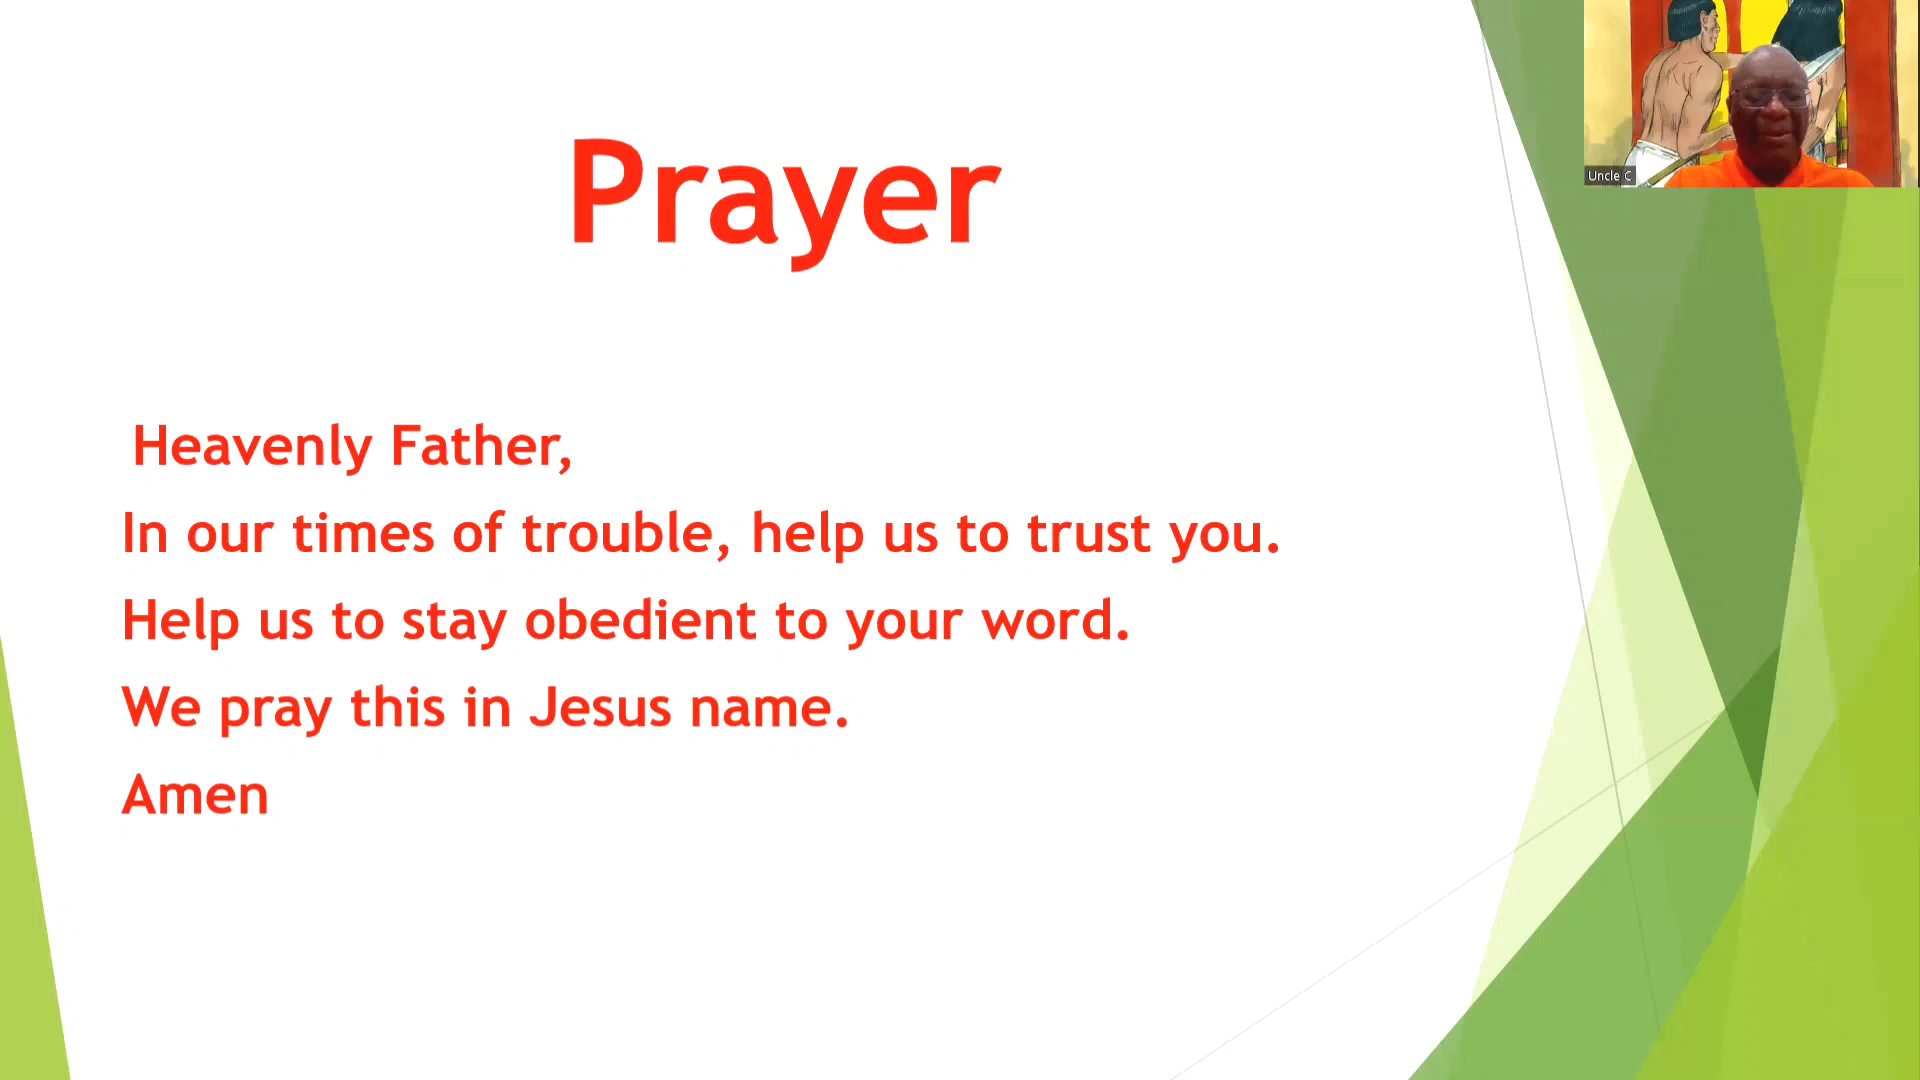 Prayer
Uncle C
Heavenly Father,
In our times of trouble, help us to trust you.
Help us to stay obedient to your word.
We pray this in Jesus name.
Amen